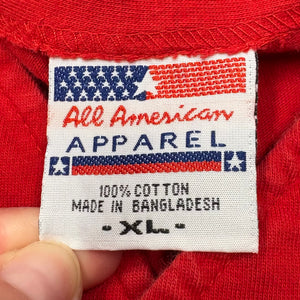 All American
APPAREL
100% COTTON
MADE IN BANGLADESH
- XL -